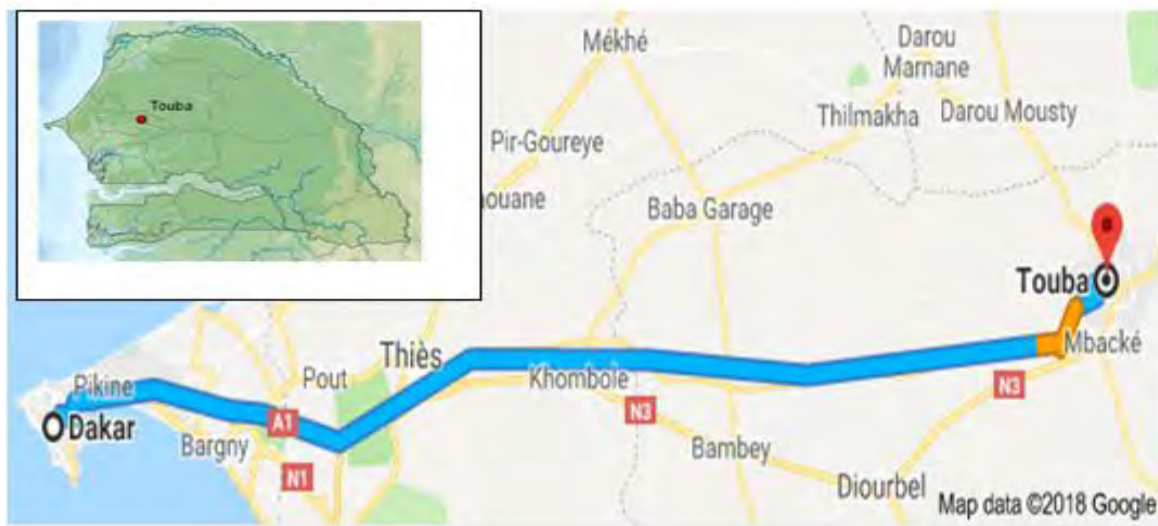 Touba
Mékhé
Darou
Marnane
Thilmakha
Darou Mousty
Pir-Goureye
aouane
Baba Garage
Touba
Mbacké
Thiès
Khombole
Pout
Pikine
Dakar
A1
Bargny
N1
N3
N3
Bambey
Diourbel
Map data ©2018 Google